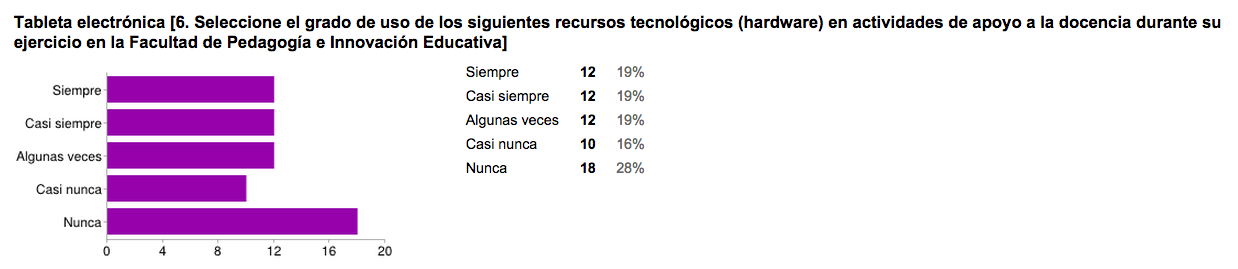 Tableta electrónica [6. Seleccione el grado de uso de los siguientes recursos tecnológicos (hardware) en actividades de apoyo a la docencia durante su
ejercicio en la Facultad de Pedagogía e Innovación Educativa]
Siempre
Casi siempre
Algunas veces
Casi nunca
Nunca
0 4 8 12 16 20
Siempre 12 19%
Casi siempre 12 19%
Algunas veces 12 19%
Casi nunca 10 16%
Nunca 18 28%